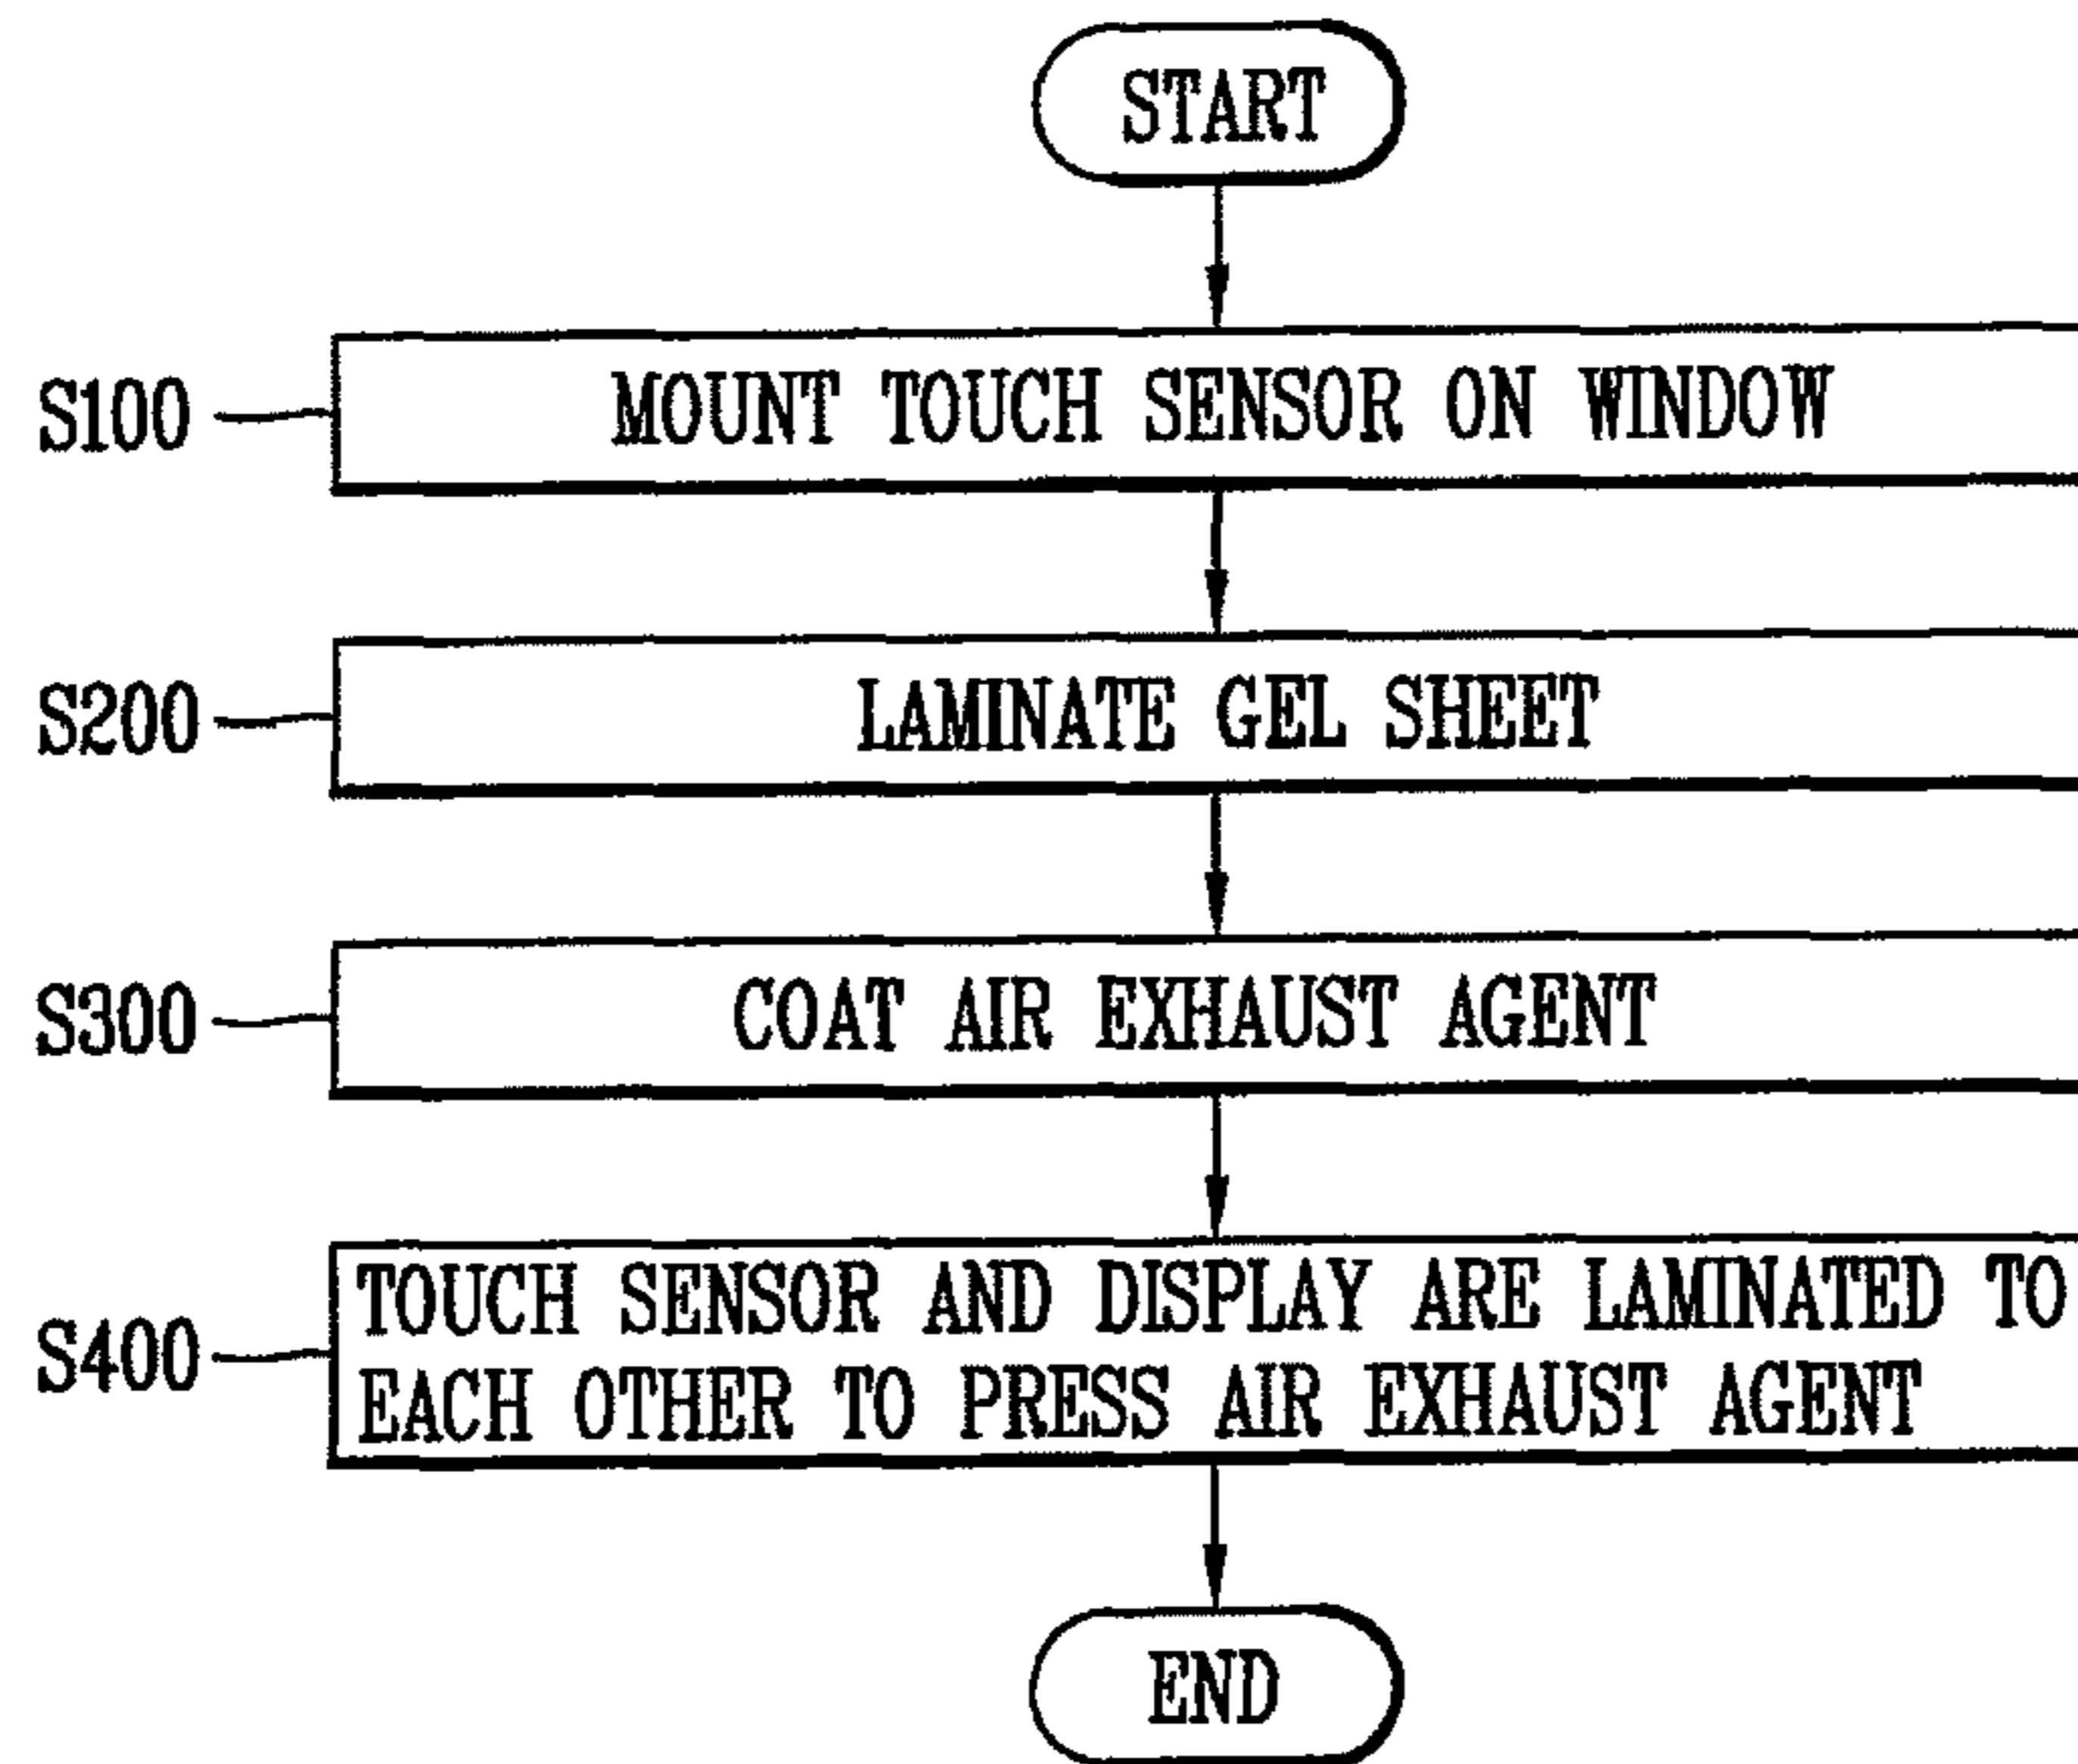 START
S100
MOUNT TOUCH SENSOR ON WINDOW
S200
LAMINATE GEL SHEET
S300
COAT AIR EXHAUST AGENT
S400
TOUCH SENSOR AND DISPLAY ARE LAMINATED TO
EACH OTHER TO PRESS AIR EXHAUST AGENT
END